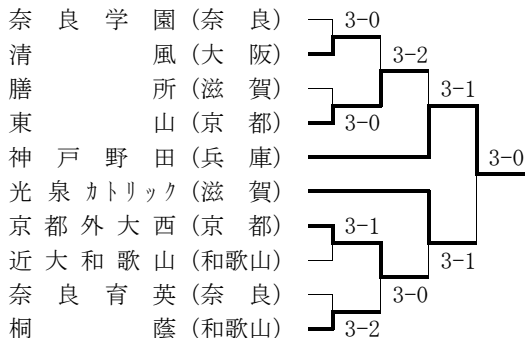 奈良学園(奈良)
3-0
清風(大阪)
3-2
膳所(滋賀)
3-1
東山(京都)
3-0
神戸野田(兵庫)
3-0
光泉カトリック(滋賀)
京都外大西(京都)
3-1
近大和歌山(和歌山)
3-1
奈良育英(奈良)
3-0
桐蔭(和歌山)
3-2